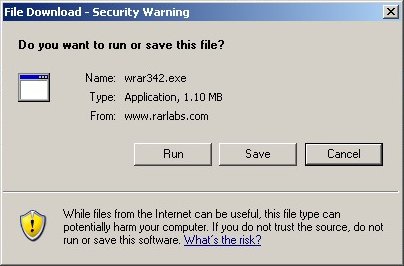 File Download - Security Warning
Do you want to run or save this file?
Name: wrar342.exe
Type: Application, 1.10 MB
From: www.rarlabs.com
Run Save Cancel
While files from the Internet can be useful, this file type can
potentially harm your computer. If you do not trust the source, do not
run or save this software. What's the risk?